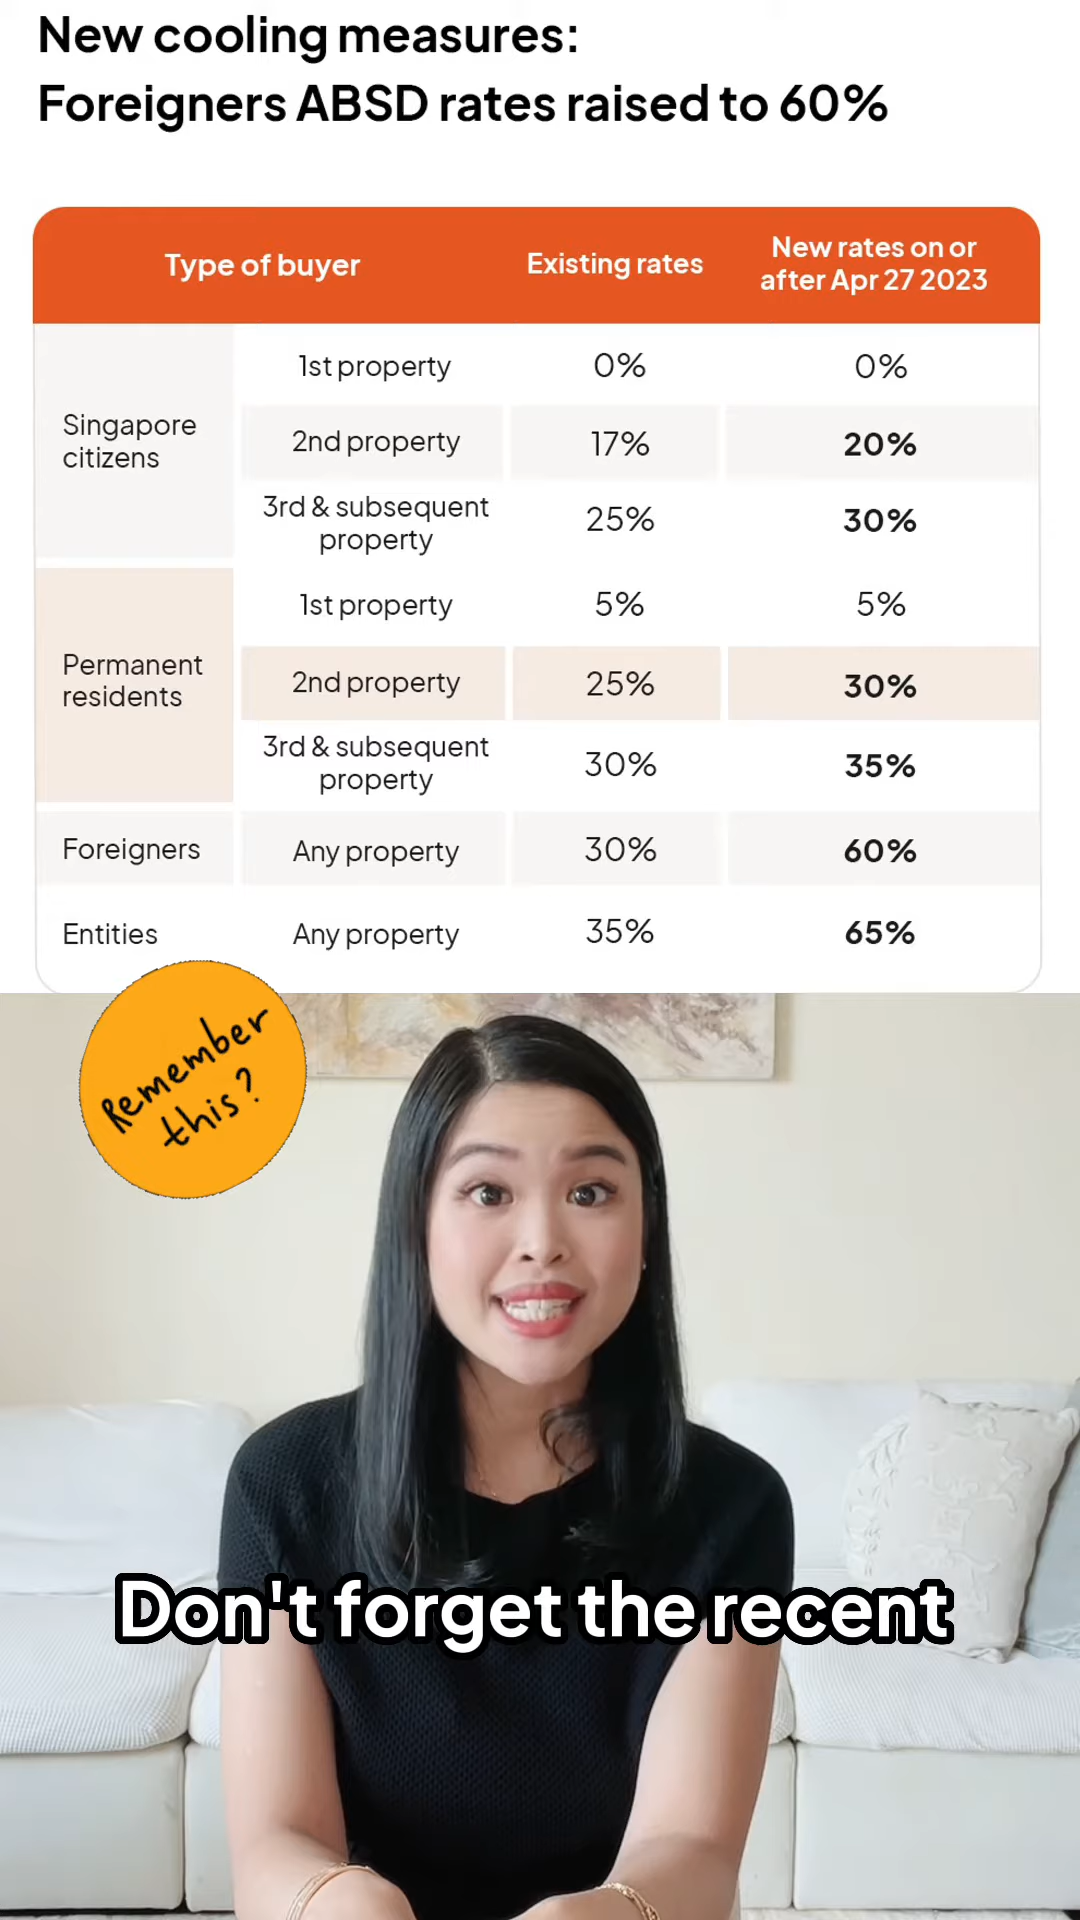 New cooling measures:
Foreigners ABSD rates raised to 60%
Type of buyer
Existing rates
New rates on or
after Apr 27 2023
Singapore
citizens
1st property
0%
0%
2nd property
17%
20%
3rd & subsequent
property
25%
30%
Permanent
residents
1st property
5%
5%
2nd property
25%
30%
3rd & subsequent
property
30%
35%
Foreigners
Any property
30%
60%
Entities
Any property
35%
65%
Remember
this?
Don't forget the recent